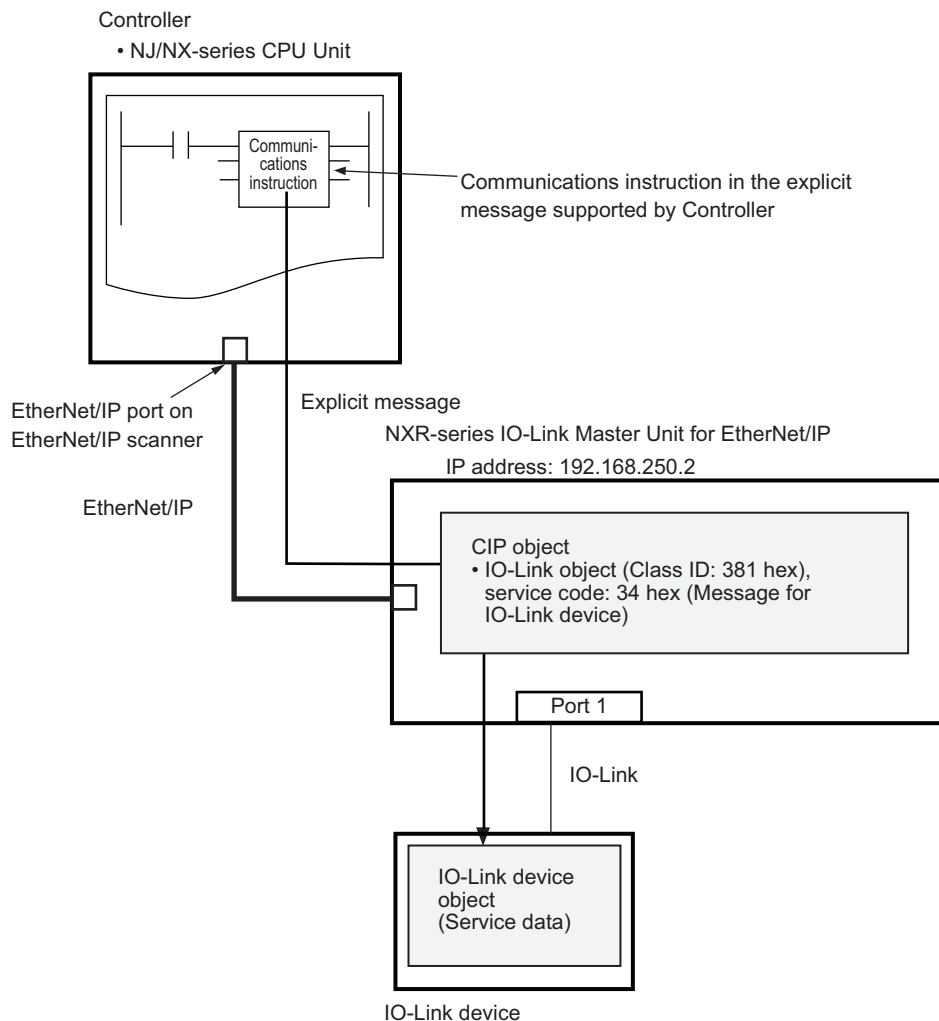 Controller
• NJ/NX-series CPU Unit
Communi-
cations
instruction
Communications instruction in the explicit
message supported by Controller
EtherNet/IP port on
EtherNet/IP scanner
Explicit message
NXR-series IO-Link Master Unit for EtherNet/IP
IP address: 192.168.250.2
EtherNet/IP
CIP object
• IO-Link object (Class ID: 381 hex),
service code: 34 hex (Message for
IO-Link device)
Port 1
IO-Link
IO-Link device
object
(Service data)
IO-Link device